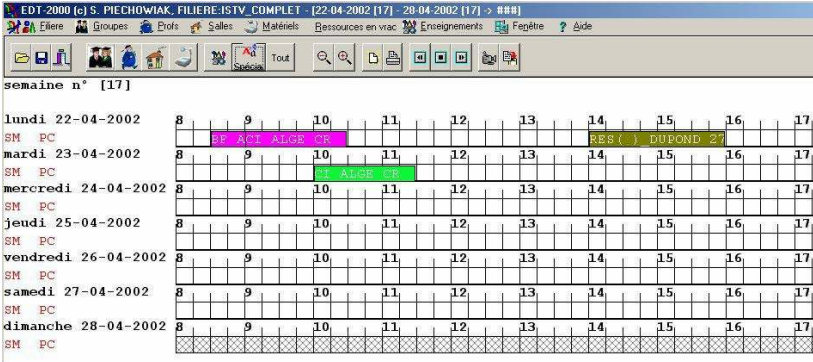 EDT-2000 (c) S. PIECHOWIAK, FILIERE:ISTV_COMPLET - [22-04-2002 [17] - 28-04-2002 [17] -> ###]
Filiere Groupes Profs Salles Matériels Ressources en vrac Enseignements Fenêtre ? Aide
Aa Spécial Tout
semaine n° [17]
lundi 22-04-2002 8 9 10 11 12 13 14 15 16 17
SM PC BF ACI ALGE CR RES( )_DUPOND 27
mardi 23-04-2002 8 9 10 11 12 13 14 15 16 17
SM PC CI ALGE CR
mercredi 24-04-2002 8 9 10 11 12 13 14 15 16 17
SM PC
jeudi 25-04-2002 8 9 10 11 12 13 14 15 16 17
SM PC
vendredi 26-04-2002 8 9 10 11 12 13 14 15 16 17
SM PC
samedi 27-04-2002 8 9 10 11 12 13 14 15 16 17
SM PC
dimanche 28-04-2002 8 9 10 11 12 13 14 15 16 17
SM PC